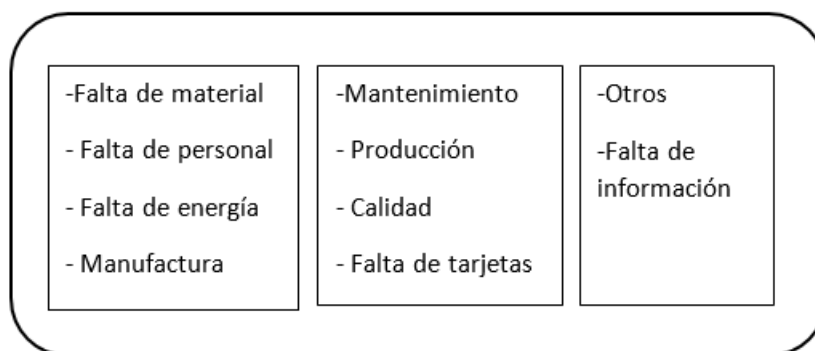 -Falta de material
- Falta de personal
- Falta de energía
- Manufactura
-Mantenimiento
- Producción
- Calidad
- Falta de tarjetas
-Otros
-Falta de
información